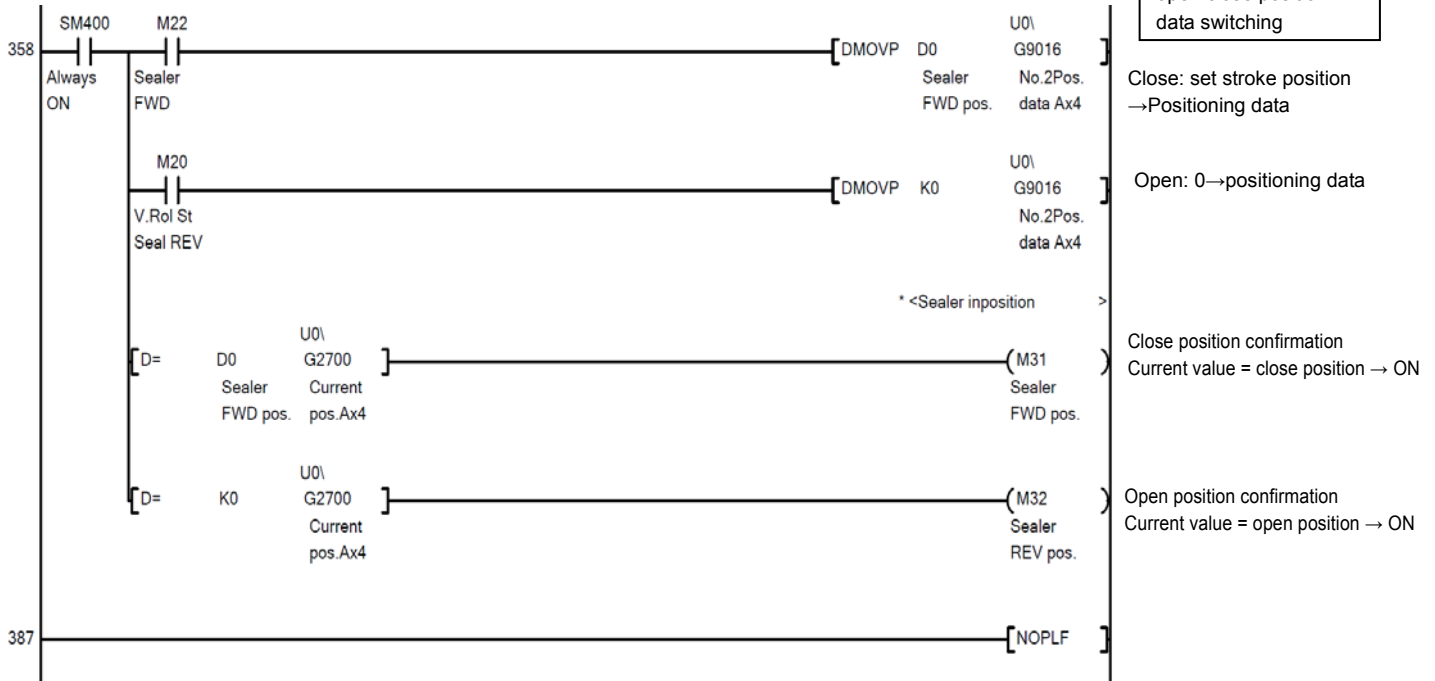 data switching
SM400 M22 U0\
358 DMOVP D0 G9016
Always Sealer Sealer No.2Pos.
ON FWD FWD pos. data Ax4
Close: set stroke position
→Positioning data
M20 U0\
DMOVP K0 G9016
V.Rol St No.2Pos.
Seal REV data Ax4
Open: 0→positioning data
* <Sealer inposition >
U0\
D= D0 G2700 M31
Sealer Current Sealer
FWD pos. pos.Ax4 FWD pos.
Close position confirmation
Current value = close position → ON
U0\
D= K0 G2700 M32
Current Sealer
pos.Ax4 REV pos.
Open position confirmation
Current value = open position → ON
387 NOPLF